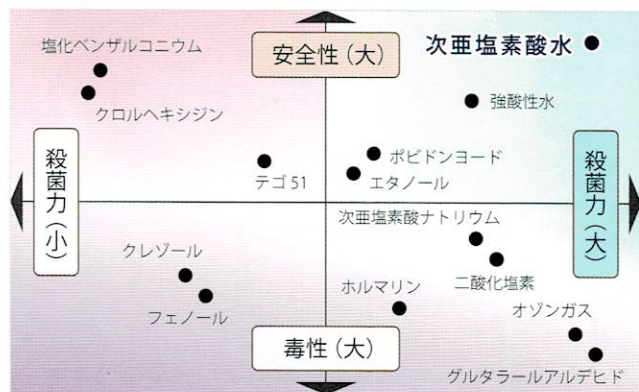 塩化ベンザルコニウム
安全性（大）
次亜塩素酸水
クロルヘキシジン
強酸性水
殺菌力（小）
ポビドンヨード
テゴ51
エタノール
殺菌力（大）
次亜塩素酸ナトリウム
クレゾール
二酸化塩素
フェノール
ホルマリン
オゾンガス
毒性（大）
グルタラールアルデヒド